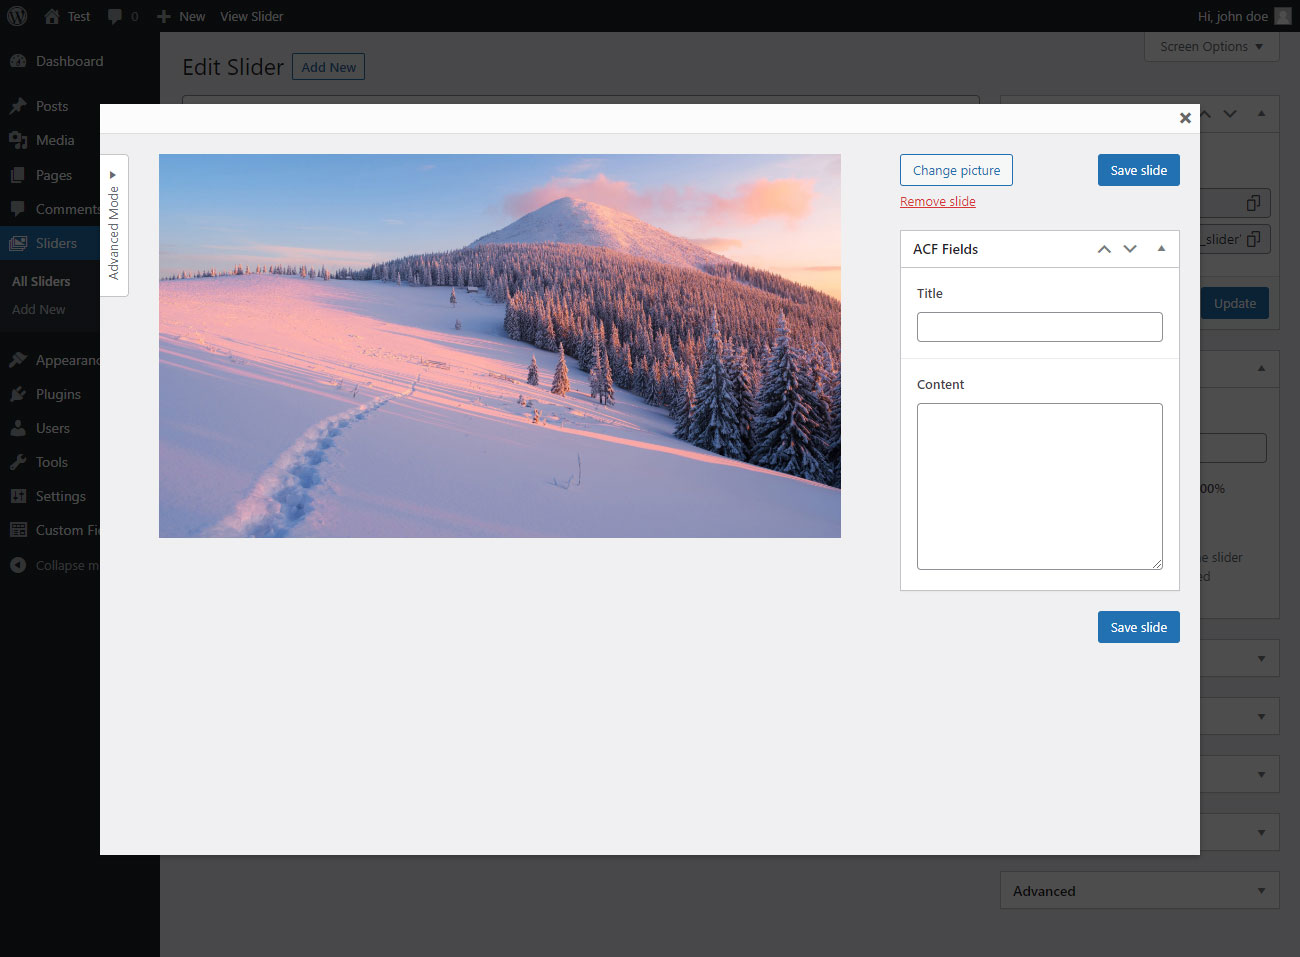 Test
0
New
View Slider
Hi, john doe
Screen Options
Dashboard
Posts
Media
Pages
Comments
Sliders
All Sliders
Add New
Plugins
Users
Tools
Settings
Custom
Collapse
Edit Slider
Add New
Advanced Mode
Change picture
Save slide
Remove slide
ACF Fields
Title
Content
Save slide
_slider'
Update
00%
slider
Advanced